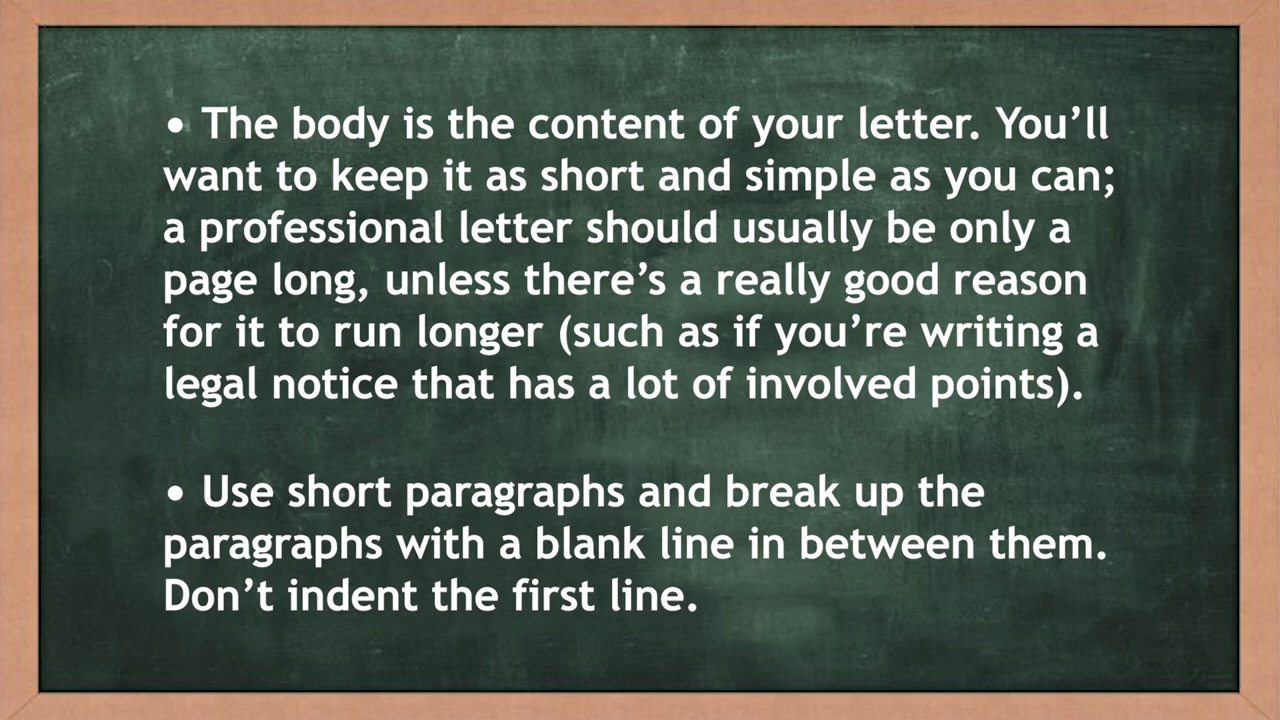 • The body is the content of your letter. You’ll
want to keep it as short and simple as you can;
a professional letter should usually be only a
page long, unless there’s a really good reason
for it to run longer (such as if you’re writing a
legal notice that has a lot of involved points).
• Use short paragraphs and break up the
paragraphs with a blank line in between them.
Don’t indent the first line.